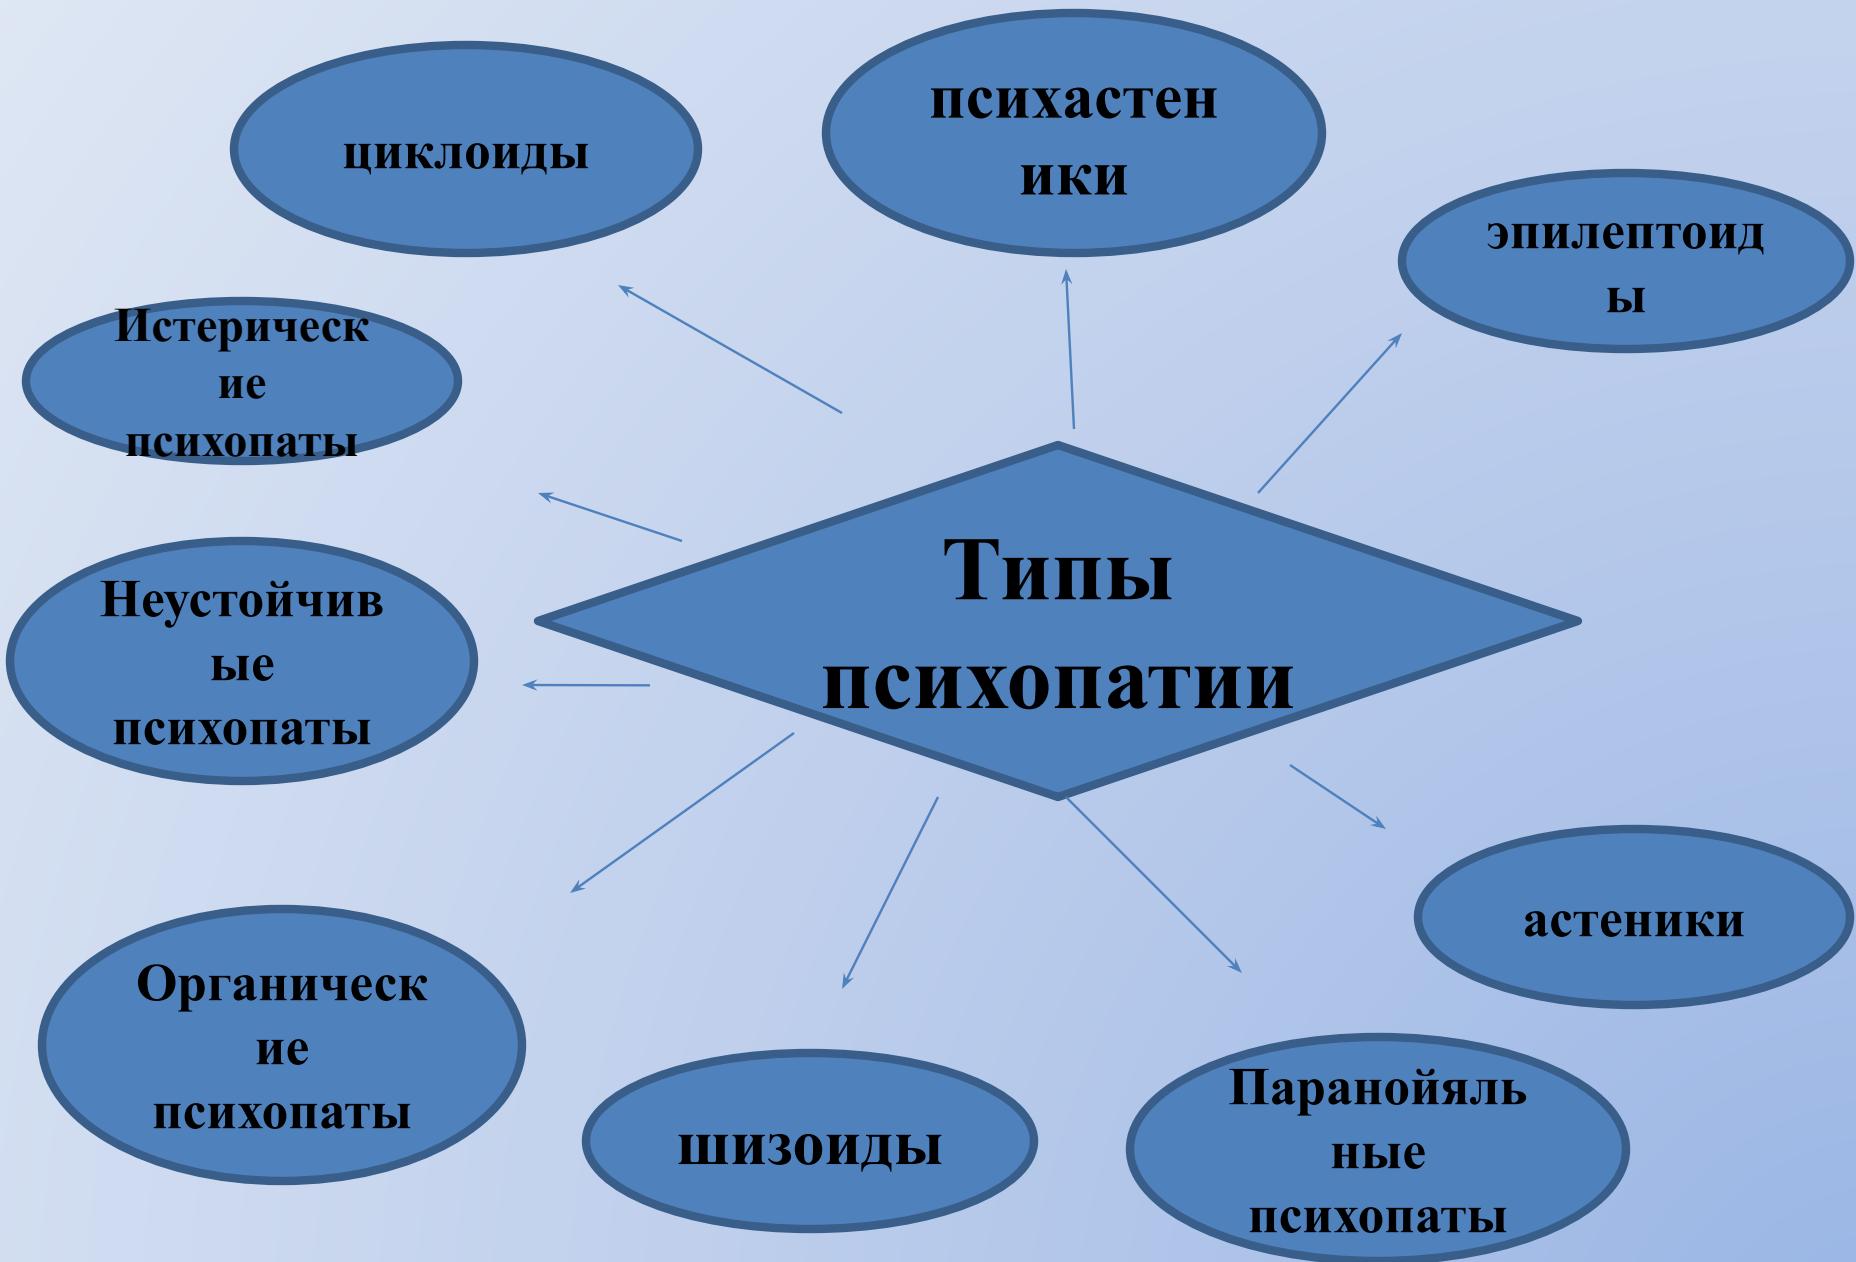 циклоиды
психастен
ики
эпилептоид
ы
Истерическ
ие
психопаты
Типы
психопатии
Неустойчив
ые
психопаты
астеники
Органическ
ие
психопаты
шизоиды
Паранойяль
ные
психопаты